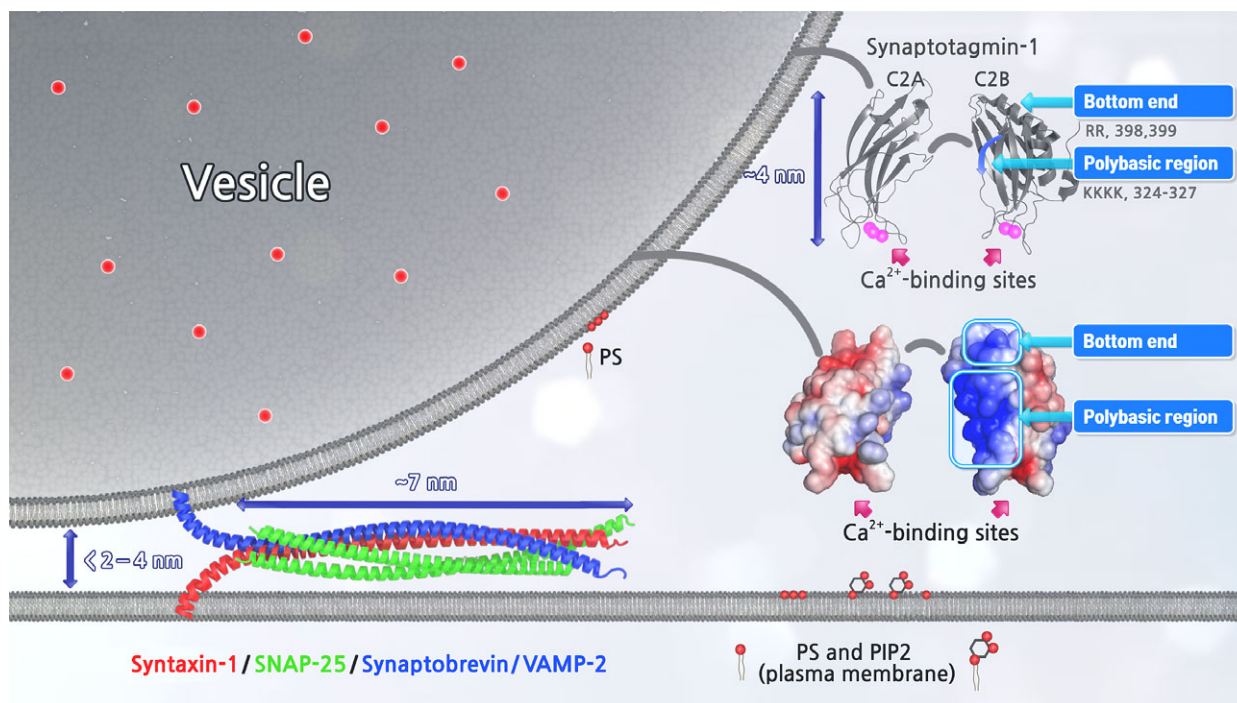 Synaptotagmin-1
C2A
C2B
Bottom end
RR, 398,399
Polybasic region
KKKK, 324-327
~4 nm
Vesicle
Ca²⁺-binding sites
Bottom end
PS
Polybasic region
~7 nm
Ca²⁺-binding sites
< 2–4 nm
Syntaxin-1/SNAP-25/Synaptobrevin/VAMP-2
PS and PIP2
(plasma membrane)